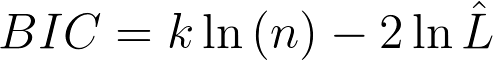 BIC = k ln (n) − 2 ln L̂